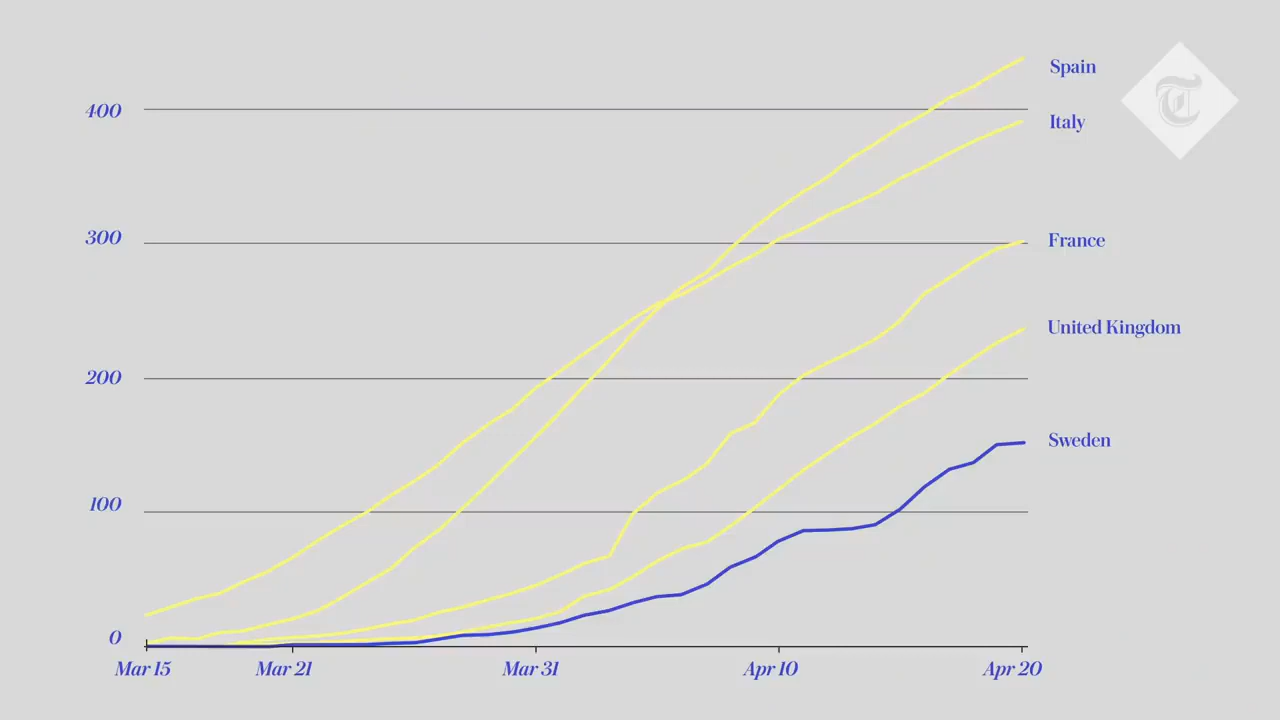 Spain
400
Italy
300
France
United Kingdom
200
Sweden
100
0
Mar 15
Mar 21
Mar 31
Apr 10
Apr 20
T